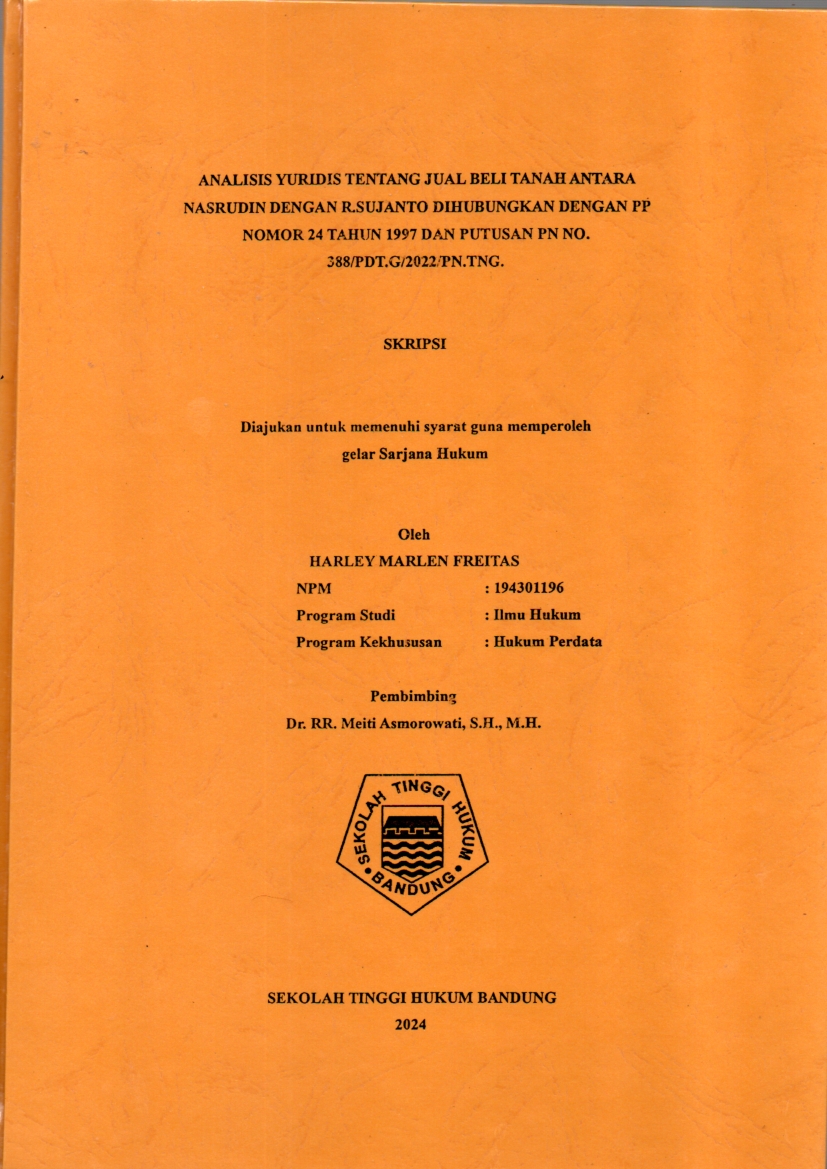 ANALISIS YURIDIS TENTANG JUAL BELI TANAH ANTARA
NASRUDIN DENGAN R.SUJANTO DIHUBUNGKAN DENGAN PP
NOMOR 24 TAHUN 1997 DAN PUTUSAN PN NO.
388/PDT.G/2022/PN.TNG.
SKRIPSI
Diajukan untuk memenuhi syarat guna memperoleh
gelar Sarjana Hukum
Oleh
HARLEY MARLEN FREITAS
NPM : 194301196
Program Studi : Ilmu Hukum
Program Kekhususan : Hukum Perdata
Pembimbing
Dr. RR. Meiti Asmorowati, S.H., M.H.
SEKOLAH TINGGI HUKUM
• BANDUNG •
SEKOLAH TINGGI HUKUM BANDUNG
2024